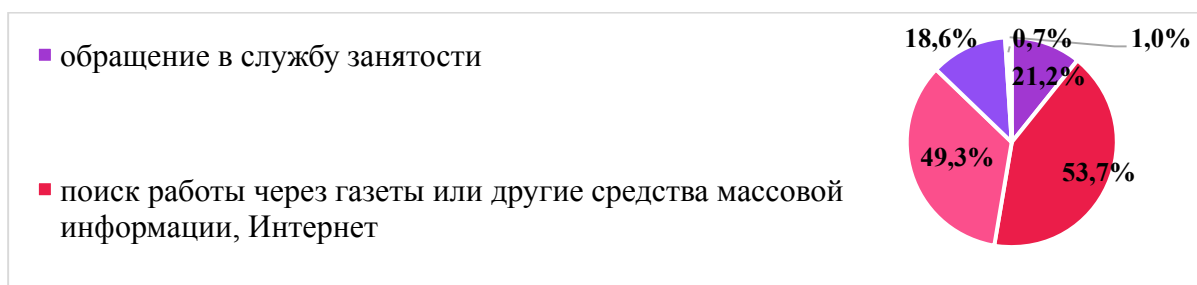 обращение в службу занятости
поиск работы через газеты или другие средства массовой
информации, Интернет
18,6%
0,7%
1,0%
21,2%
49,3%
53,7%